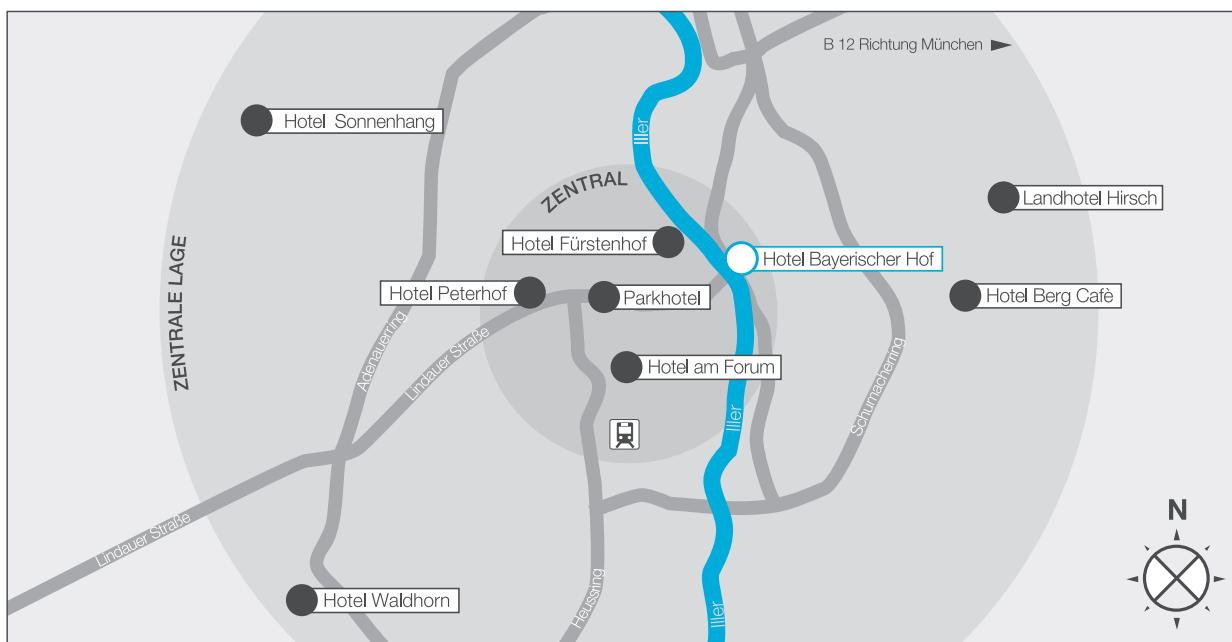 B 12 Richtung München
Hotel Sonnenhang
Iller
ZENTRAL
Landhotel Hirsch
Hotel Fürstenhof
Hotel Bayerischer Hof
ZENTRALE LAGE
Hotel Peterhof
Parkhotel
Hotel Berg Cafè
Adenauerring
Lindauer Straße
Hotel am Forum
Schumacherring
Iller
Lindauer Straße
N
Hotel Waldhorn
Heussring
Iller